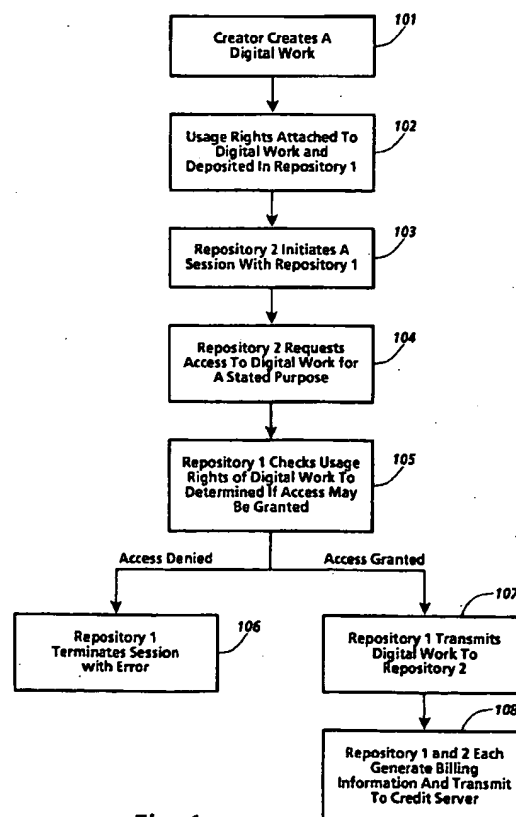 101
Creator Creates A
Digital Work
102
Usage Rights Attached To
Digital Work and
Deposited In Repository 1
103
Repository 2 Initiates A
Session With Repository 1
104
Repository 2 Requests
Access To Digital Work for
A Stated Purpose
105
Repository 1 Checks Usage
Rights of Digital Work To
Determined If Access May
Be Granted
Access Denied
Access Granted
106
Repository 1
Terminates Session
with Error
107
Repository 1 Transmits
Digital Work To
Repository 2
108
Repository 1 and 2 Each
Generate Billing
Information And Transmit
To Credit Server